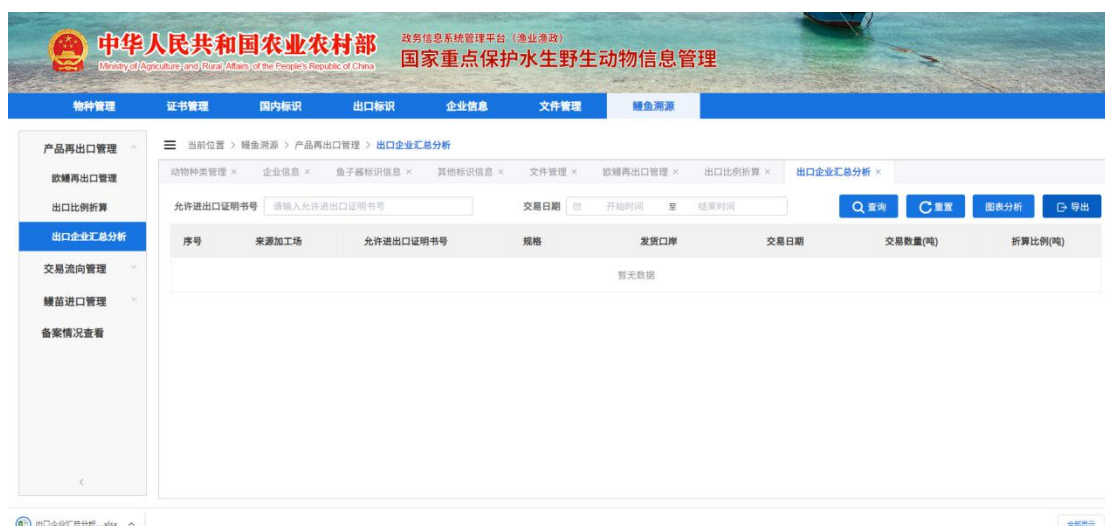 中华人民共和国农业农村部
Ministry of Agriculture and Rural Affairs of the People's Republic of China
政务信息系统管理平台（渔业渔政）
国家重点保护水生野生动物信息管理
物种管理 证书管理 国内标识 出口标识 企业信息 文件管理 鳗鱼溯源
产品再出口管理
欧鳗再出口管理
出口比例折算
出口企业汇总分析
交易流向管理
鳗苗进口管理
备案情况查看
当前位置 > 鳗鱼溯源 > 产品再出口管理 > 出口企业汇总分析
动物种类管理 × 企业信息 × 鱼子酱标识信息 × 其他标识信息 × 文件管理 × 欧鳗再出口管理 × 出口比例折算 × 出口企业汇总分析 ×
允许进出口证明书号 请输入允许进出口证明书号 交易日期 开始时间 至 结束时间 查询 重置 图表分析 导出
序号 来源加工场 允许进出口证明书号 规格 发货口岸 交易日期 交易数量(吨) 折算比例(吨)
暂无数据
出口企业汇总分析....xlsx
全部显示